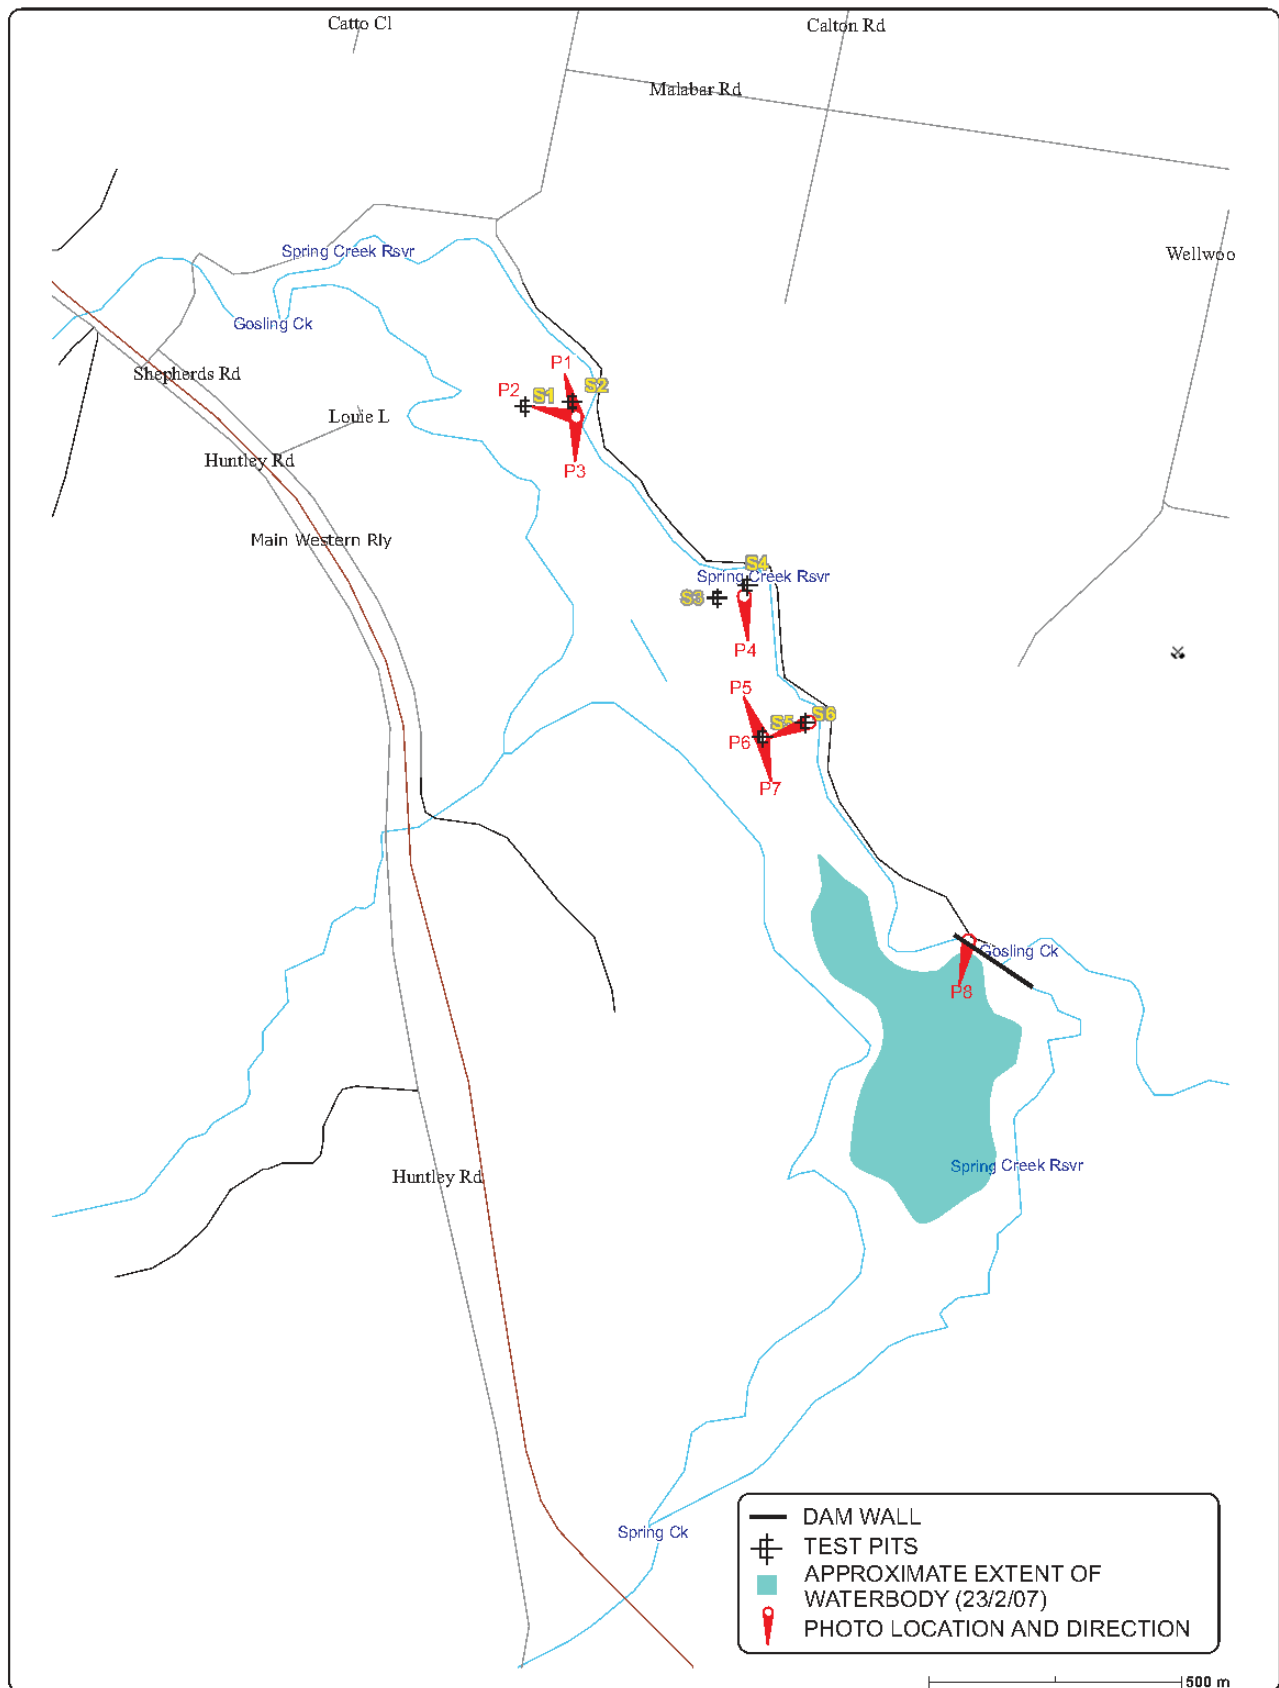 Catto Cl
Calton Rd
Malabar Rd
Spring Creek Rsvr
Wellwoo
Gosling Ck
Shepherds Rd
P1
P2
S1
S2
Louie L
Huntley Rd
P3
Main Western Rly
S4
Spring Creek Rsvr
S3
P4
P5
S5
S6
P6
P7
Gosling Ck
P8
Spring Creek Rsvr
Huntley Rd
Spring Ck
DAM WALL
TEST PITS
APPROXIMATE EXTENT OF
WATERBODY (23/2/07)
PHOTO LOCATION AND DIRECTION
500 m